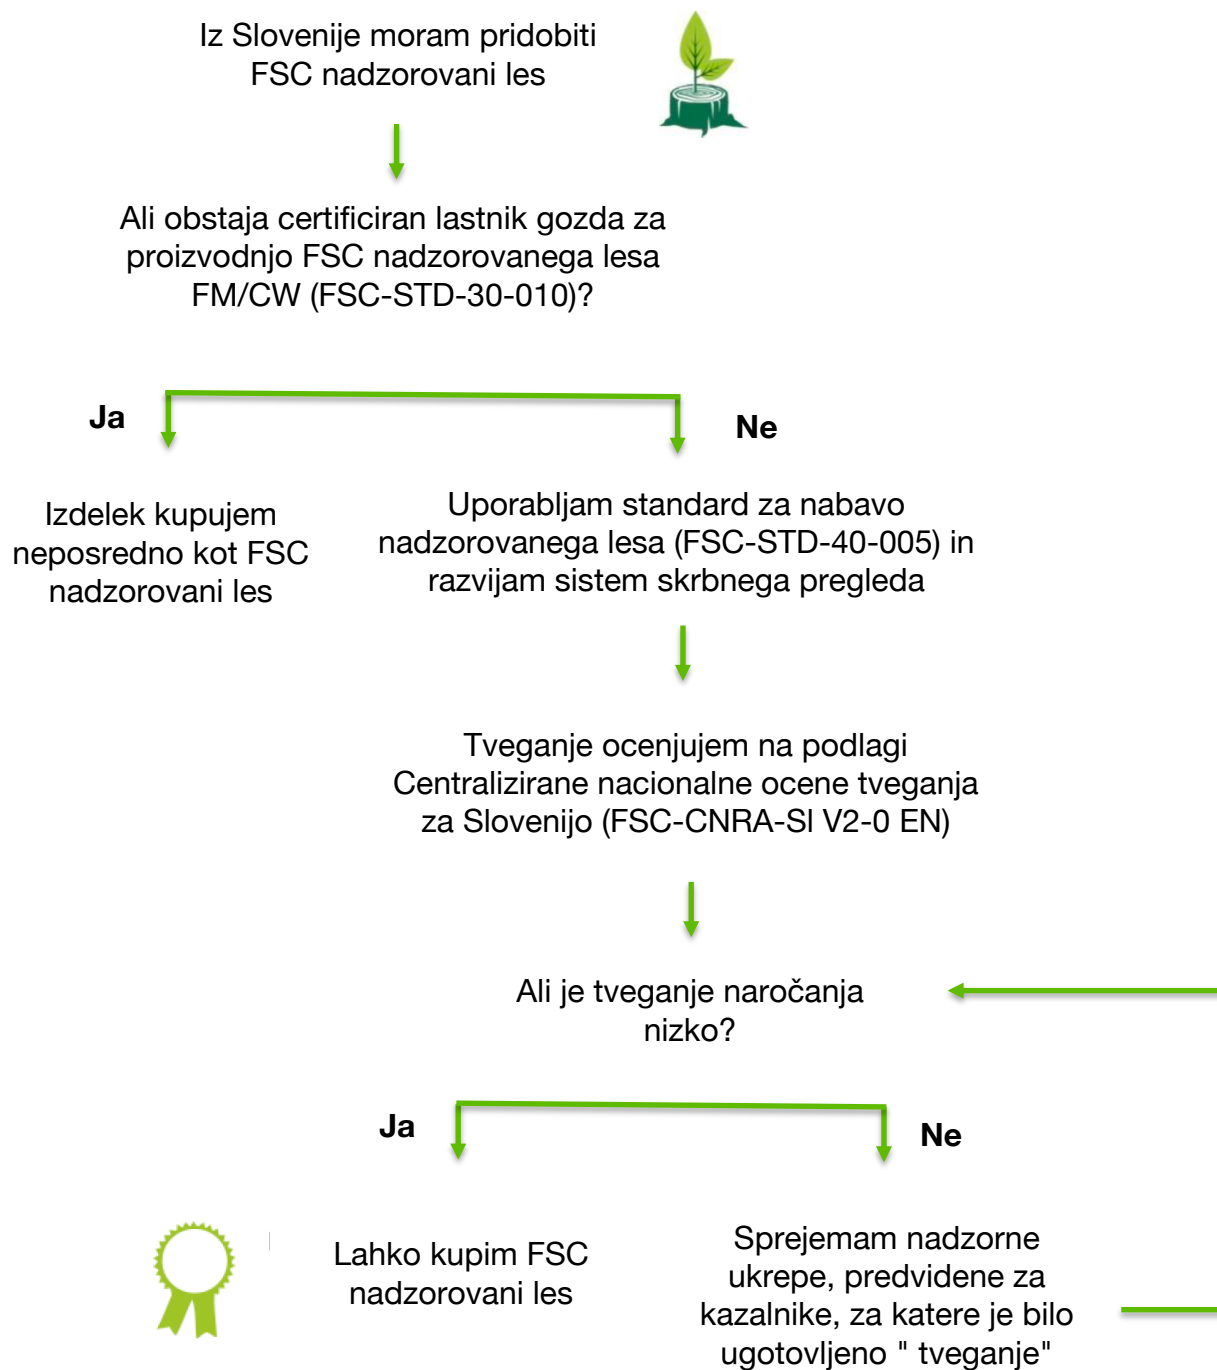 Iz Slovenije moram pridobiti
FSC nadzorovani les
Ali obstaja certificiran lastnik gozda za
proizvodnjo FSC nadzorovanega lesa
FM/CW (FSC-STD-30-010)?
Ja
Ne
Izdelek kupujem
neposredno kot FSC
nadzorovani les
Uporabljam standard za nabavo
nadzorovanega lesa (FSC-STD-40-005) in
razvijam sistem skrbnega pregleda
Tveganje ocenjujem na podlagi
Centralizirane nacionalne ocene tveganja
za Slovenijo (FSC-CNRA-SI V2-0 EN)
Ali je tveganje naročanja
nizko?
Ja
Ne
Lahko kupim FSC
nadzorovani les
Sprejemam nadzorne
ukrepe, predvidene za
kazalnike, za katere je bilo
ugotovljeno " tveganje"